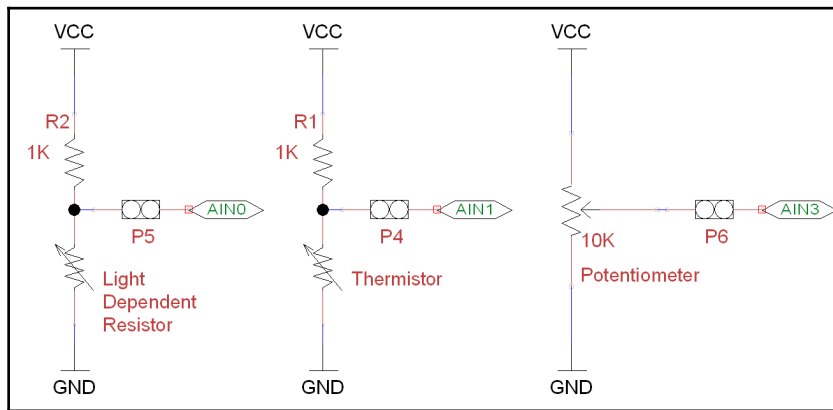 VCC
R2
1K
AIN0
P5
Light
Dependent
Resistor
GND
VCC
R1
1K
AIN1
P4
Thermistor
GND
VCC
AIN3
P6
10K
Potentiometer
GND